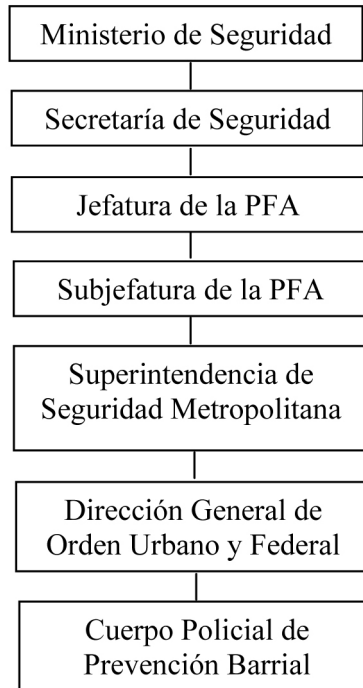 Ministerio de Seguridad
Secretaría de Seguridad
Jefatura de la PFA
Subjefatura de la PFA
Superintendencia de
Seguridad Metropolitana
Dirección General de
Orden Urbano y Federal
Cuerpo Policial de
Prevención Barrial